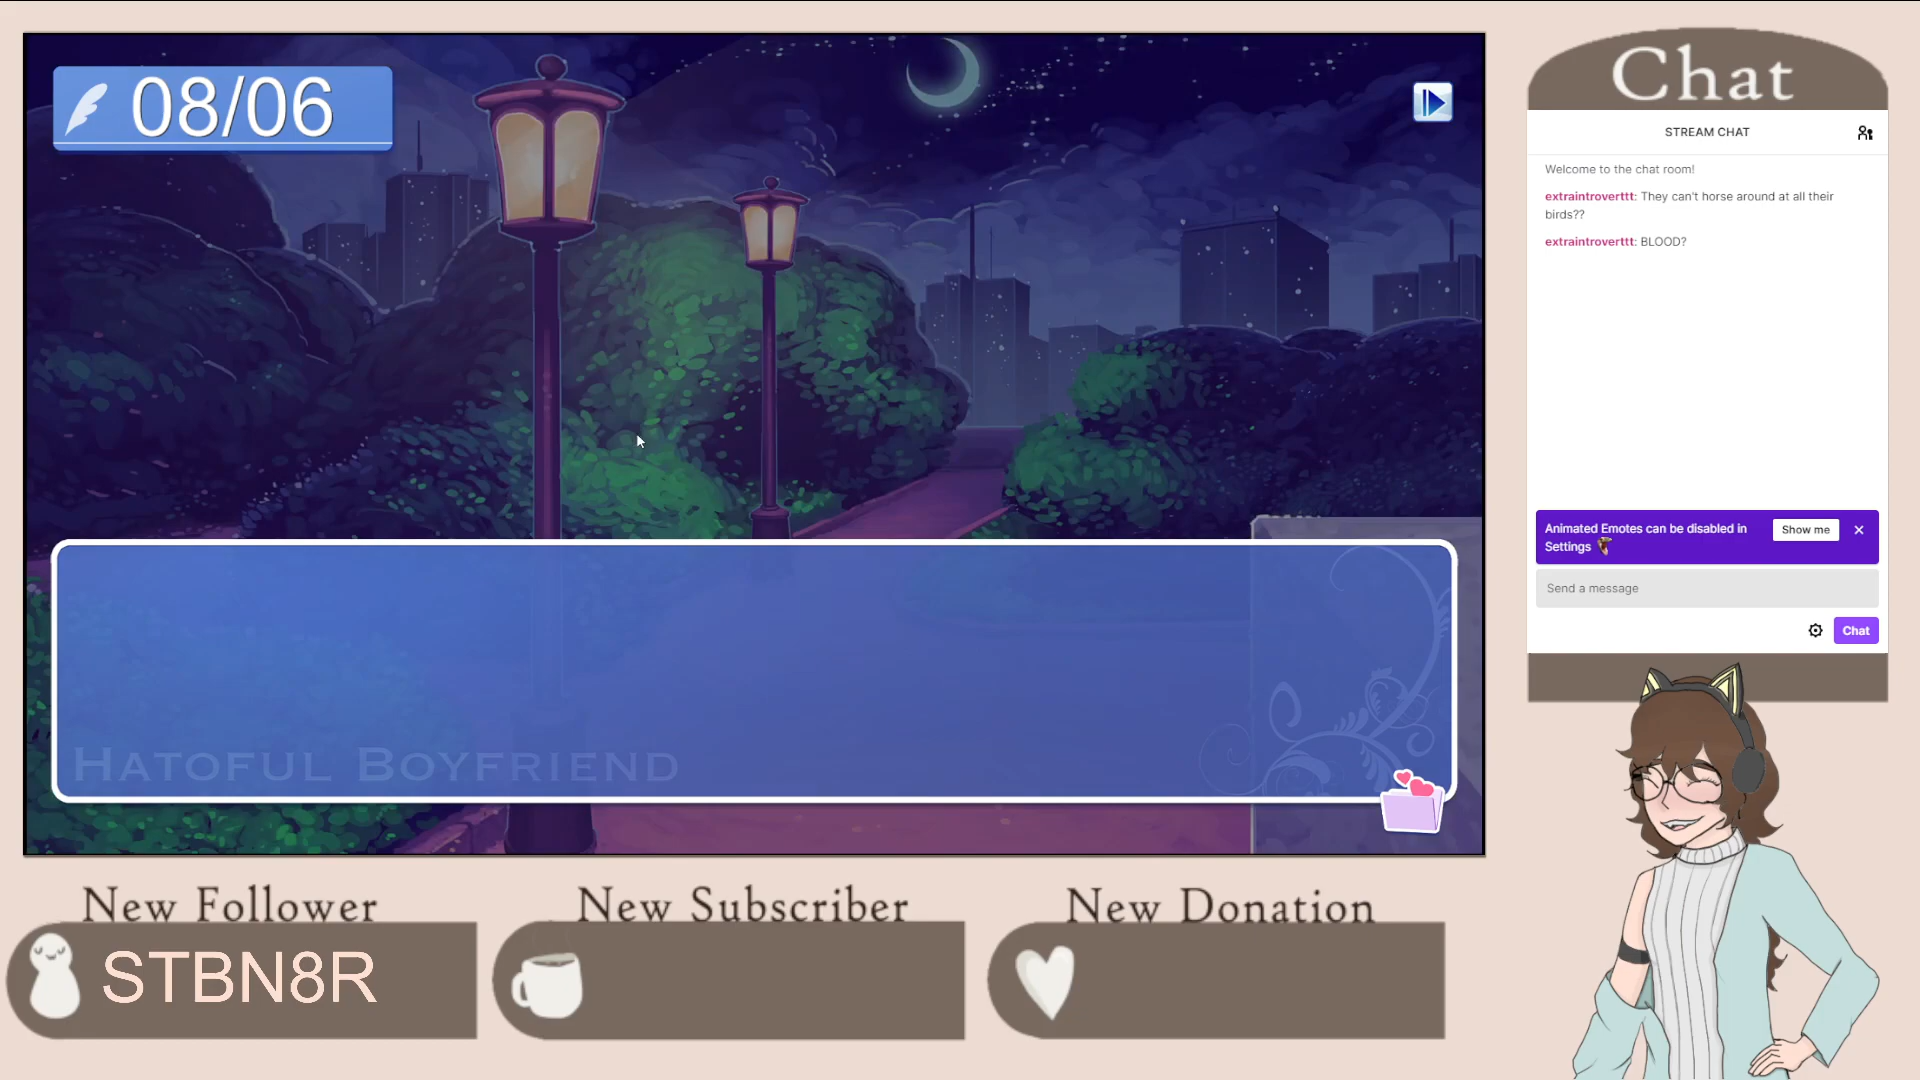 08/06
HATOFUL BOYFRIEND
Chat
STREAM CHAT
Welcome to the chat room!
extraintroverttt: They can't horse around at all their
birds??
extraintroverttt: BLOOD?
Animated Emotes can be disabled in
Settings
Show me
Send a message
Chat
New Follower
STBN8R
New Subscriber
New Donation